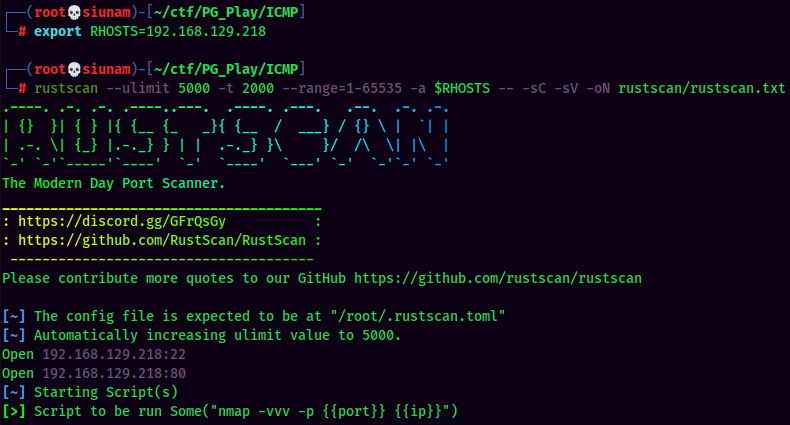 ┌──(root💀siunam)-[~/ctf/PG_Play/ICMP]
└─# export RHOSTS=192.168.129.218
┌──(root💀siunam)-[~/ctf/PG_Play/ICMP]
└─# rustscan --ulimit 5000 -t 2000 --range=1-65535 -a $RHOSTS -- -sC -sV -oN rustscan/rustscan.txt
.----. .-. .-. .----..---.  .----. .---.   .--.  .-. .-.
| {}  }| { } |{ {__ {_   _}{ {__  /  ___} / {} \ |  `| |
| .-. \| {_} |.-._} } | |  .-._} }\     }/  /\  \| |\  |
`-' `-'`-----'`----'  `-'  `----'  `---' `-'  `-'`-' `-'
The Modern Day Port Scanner.
________________________________________
: https://discord.gg/GFrQsGy           :
: https://github.com/RustScan/RustScan :
 --------------------------------------
Please contribute more quotes to our GitHub https://github.com/rustscan/rustscan
[~] The config file is expected to be at "/root/.rustscan.toml"
[~] Automatically increasing ulimit value to 5000.
Open 192.168.129.218:22
Open 192.168.129.218:80
[~] Starting Script(s)
[>] Script to be run Some("nmap -vvv -p {{port}} {{ip}}")